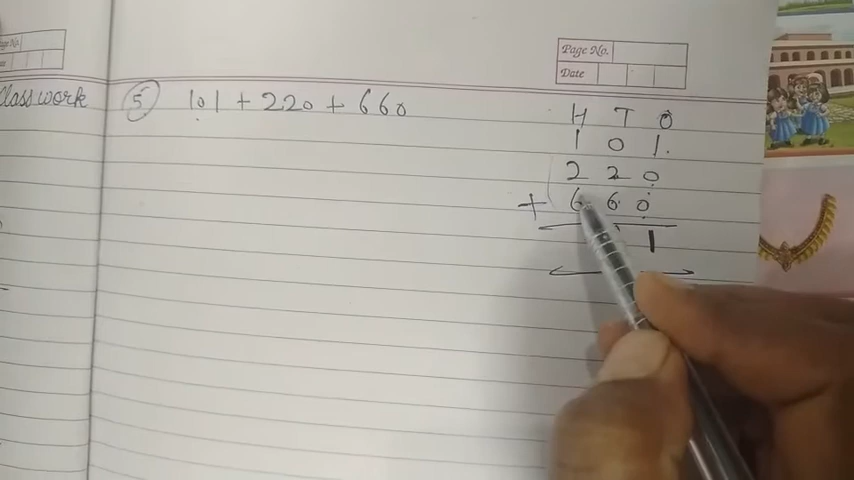 Page No.
Date
Class work
5 101 + 220 + 660
H T O
1 0 1
2 2 0
+ 6 6 0
1